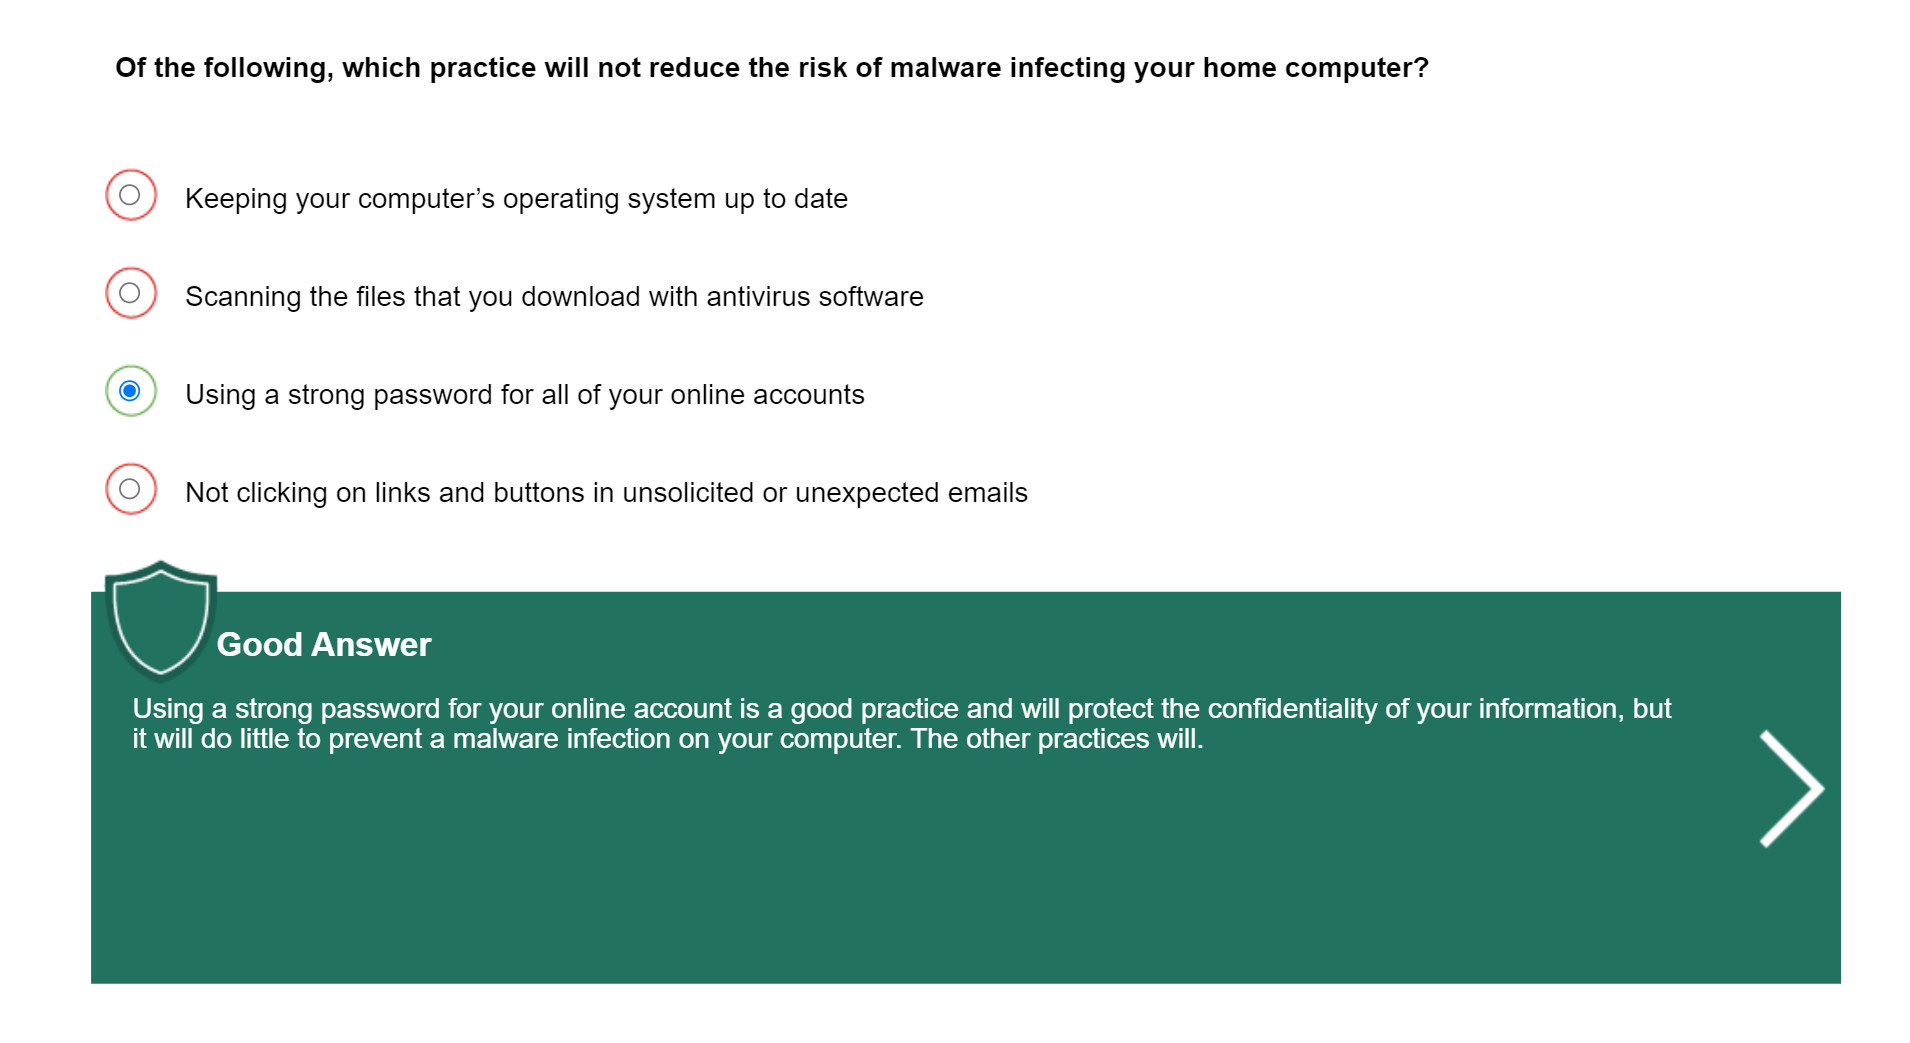 Of the following, which practice will not reduce the risk of malware infecting your home computer?
Keeping your computer’s operating system up to date
Scanning the files that you download with antivirus software
Using a strong password for all of your online accounts
Not clicking on links and buttons in unsolicited or unexpected emails
Good Answer
Using a strong password for your online account is a good practice and will protect the confidentiality of your information, but
it will do little to prevent a malware infection on your computer. The other practices will.